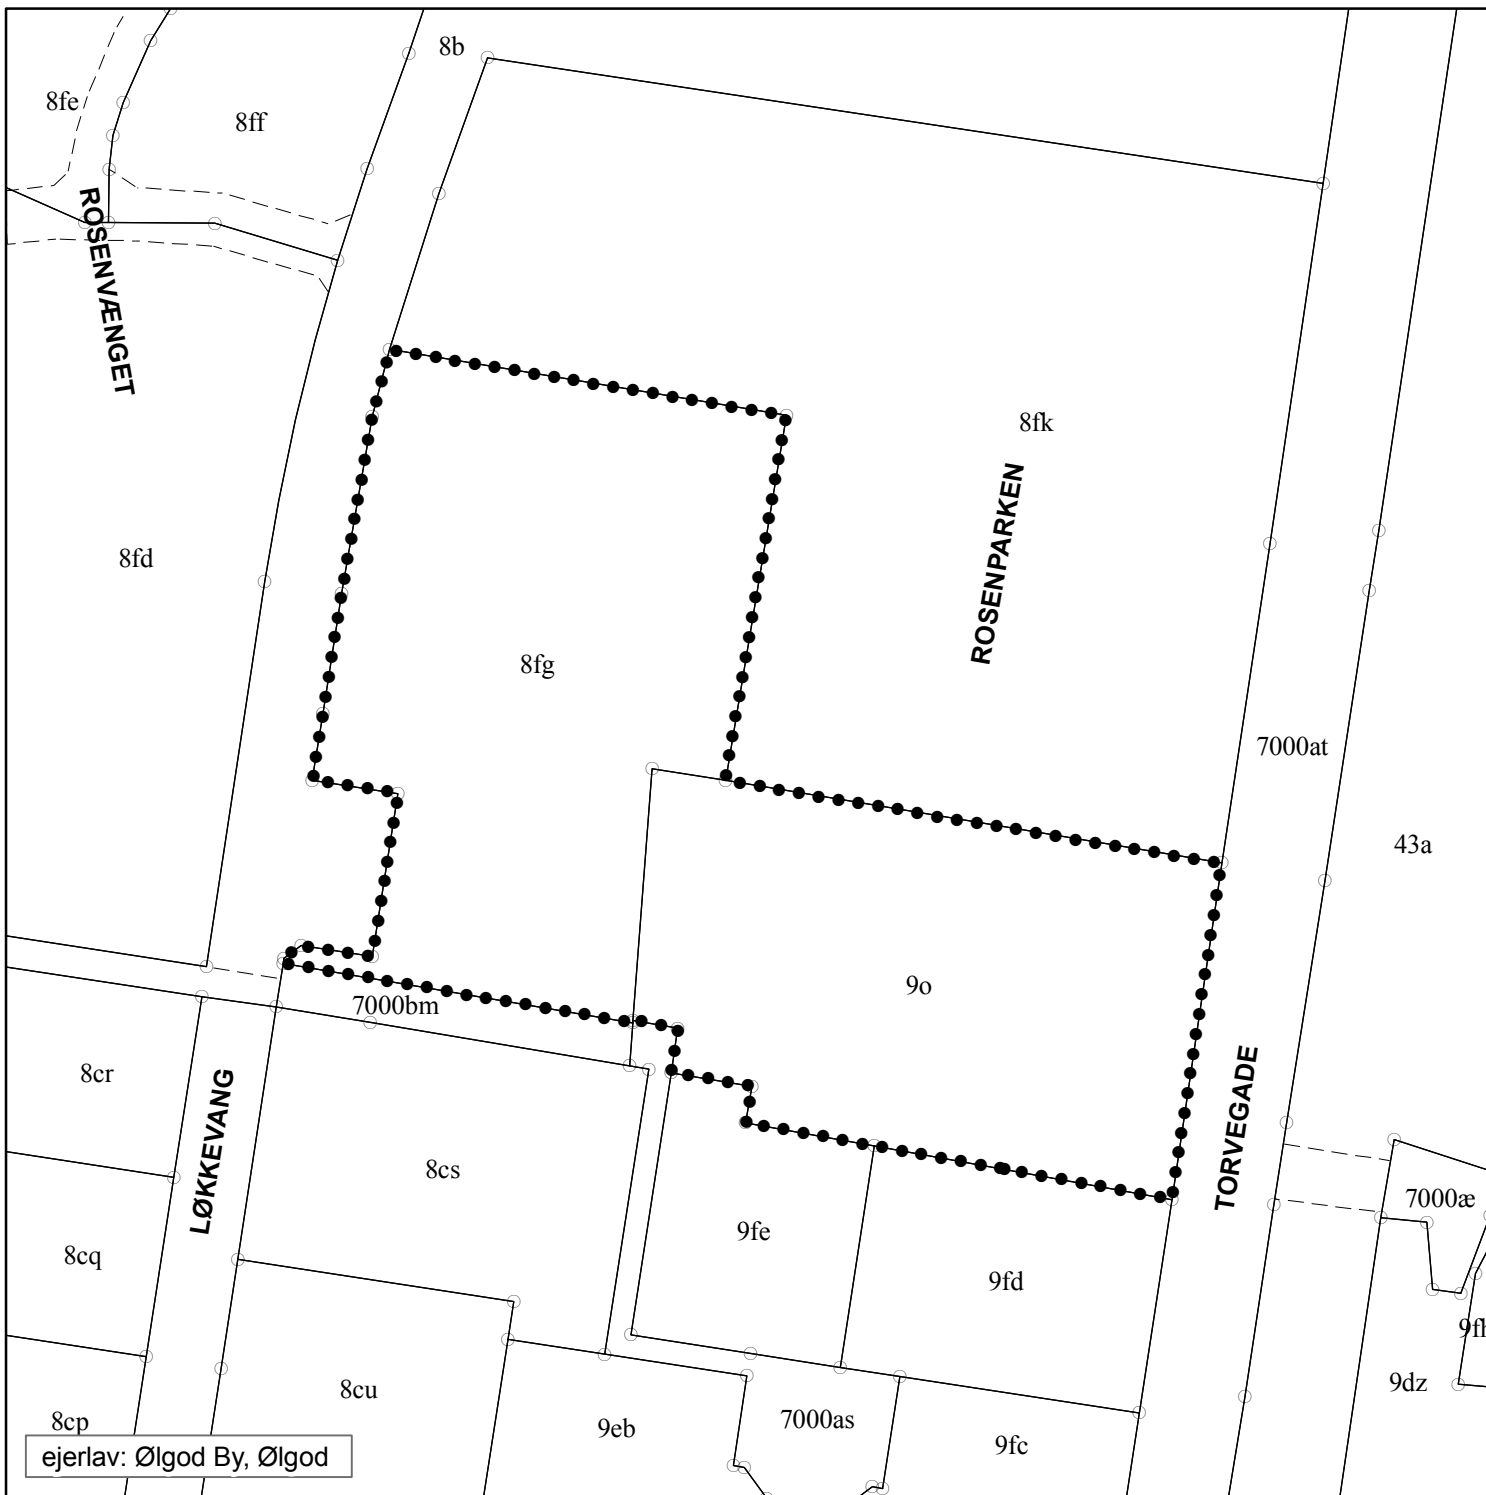 8b
8fe
8ff
ROSENVÆNGET
8fk
ROSENPARKEN
8fd
8fg
7000at
43a
9o
7000bm
8cr
LØKKEVANG
TORVEGADE
8cs
7000æ
9fe
8cq
9fd
9fh
8cu
9dz
8cp
7000as
9eb
9fc
ejerlav: Ølgod By, Ølgod